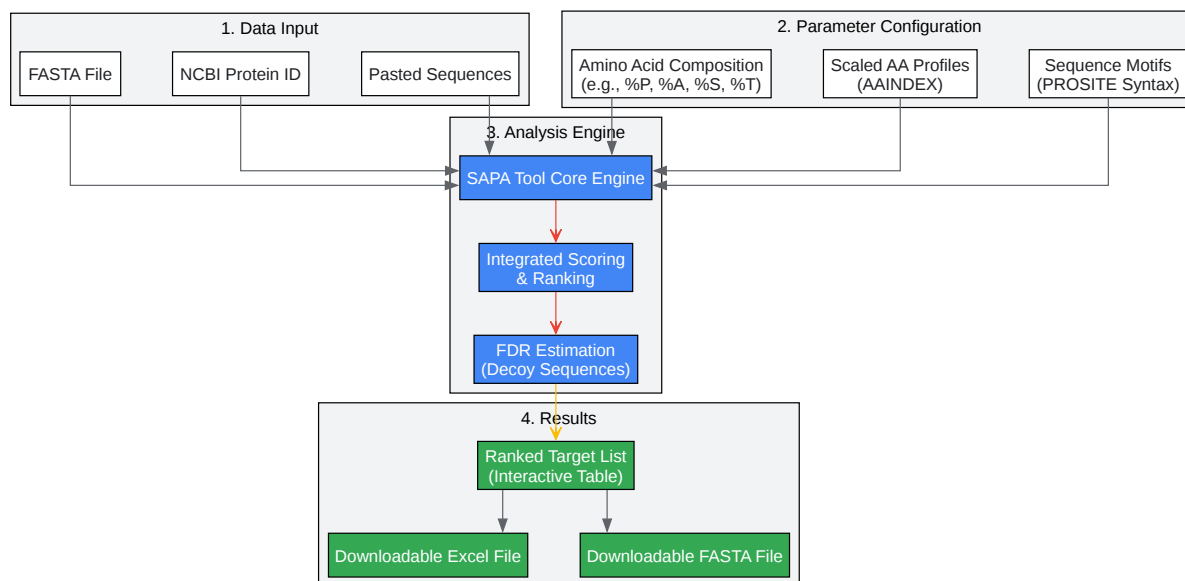 1. Data Input
FASTA File
NCBI Protein ID
Pasted Sequences
2. Parameter Configuration
Amino Acid Composition
(e.g., %P, %A, %S, %T)
Scaled AA Profiles
(AAINDEX)
Sequence Motifs
(PROSITE Syntax)
3. Analysis Engine
SAPA Tool Core Engine
Integrated Scoring
& Ranking
FDR Estimation
(Decoy Sequences)
4. Results
Ranked Target List
(Interactive Table)
Downloadable Excel File
Downloadable FASTA File